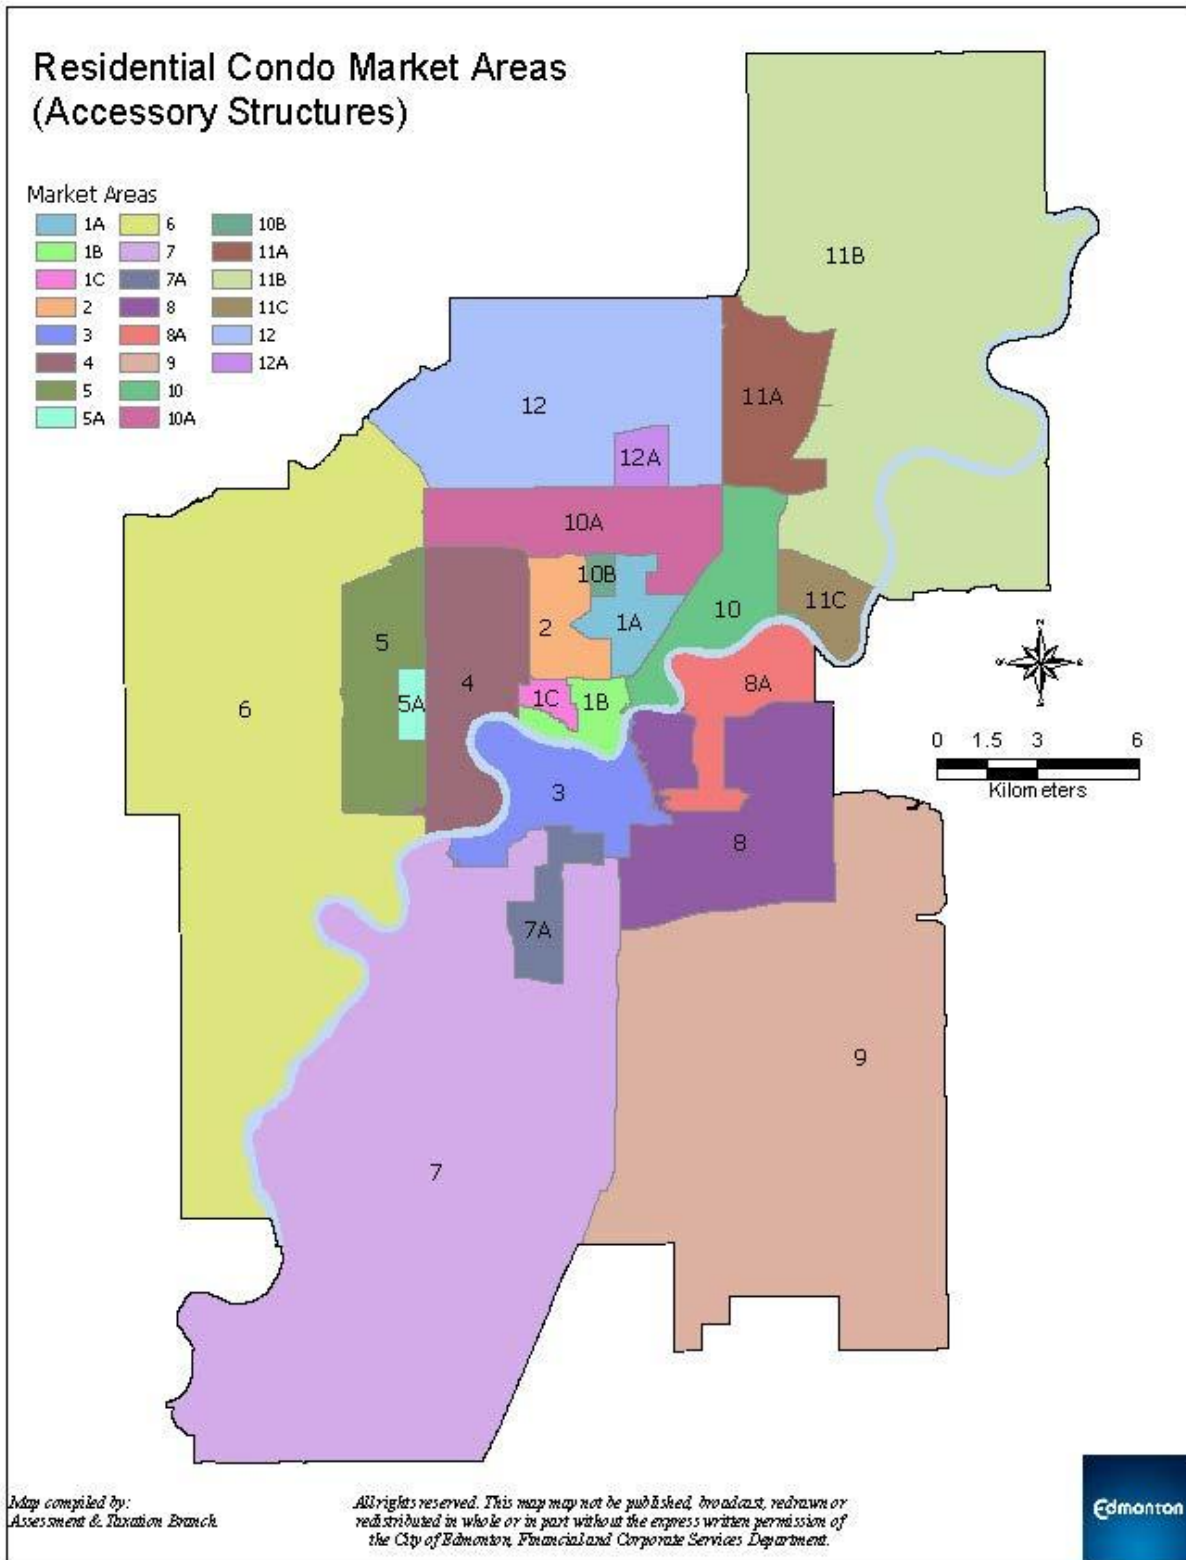 Residential Condo Market Areas
(Accessory Structures)
Market Areas
1A 6 10B
1B 7 11A
1C 7A 11B
2 8 11C
3 8A 12
4 9 12A
5 10
5A 10A
11B
12
11A
12A
10A
10B
10
11C
1A
2
5
4
5A
6
1C
1B
8A
3
8
7A
9
7
N
0 1.5 3 6
Kilometers
Map compiled by:
Assessment & Taxation Branch
All rights reserved. This map may not be published, broadcast, redrawn or
redistributed in whole or in part without the express written permission of
the City of Edmonton, Financial and Corporate Services Department.
Edmonton